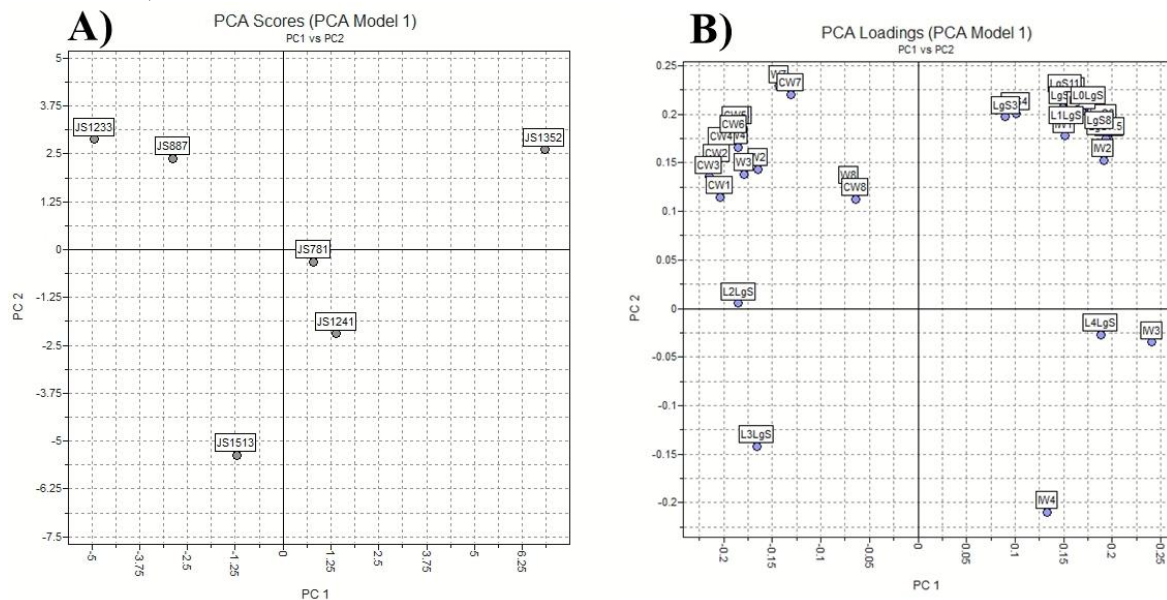 A)
PCA Scores (PCA Model 1)
PC1 vs PC2
5
3.75
2.5
1.25
0
-1.25
-2.5
-3.75
-5
-6.25
-7.5
PC 2
JS1233
JS887
JS1352
JS781
JS1241
JS1513
-5
-3.75
-2.5
-1.25
0
1.25
2.5
3.75
5
6.25
PC 1
B)
PCA Loadings (PCA Model 1)
PC1 vs PC2
0.25
0.2
0.15
0.1
0.05
0
-0.05
-0.1
-0.15
-0.2
PC 2
CW7
CW6
CW4
CW2
CW3
CW1
W3
W8
CW8
LgS3
LgS11
L0LgS
L1LgS
LgS8
IW2
L2LgS
L4LgS
IW3
L3LgS
IW4
-0.2
-0.15
-0.1
-0.05
0
0.05
0.1
0.15
0.2
0.25
PC 1